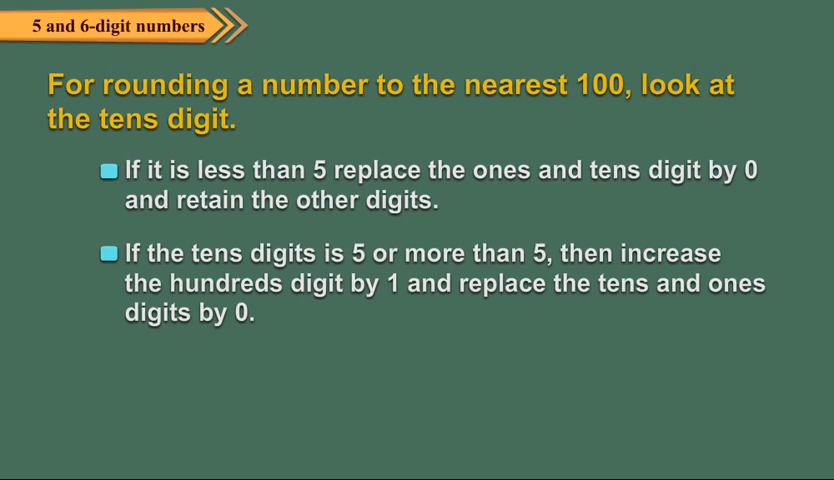 5 and 6-digit numbers
For rounding a number to the nearest 100, look at
the tens digit.
If it is less than 5 replace the ones and tens digit by 0
and retain the other digits.
If the tens digits is 5 or more than 5, then increase
the hundreds digit by 1 and replace the tens and ones
digits by 0.